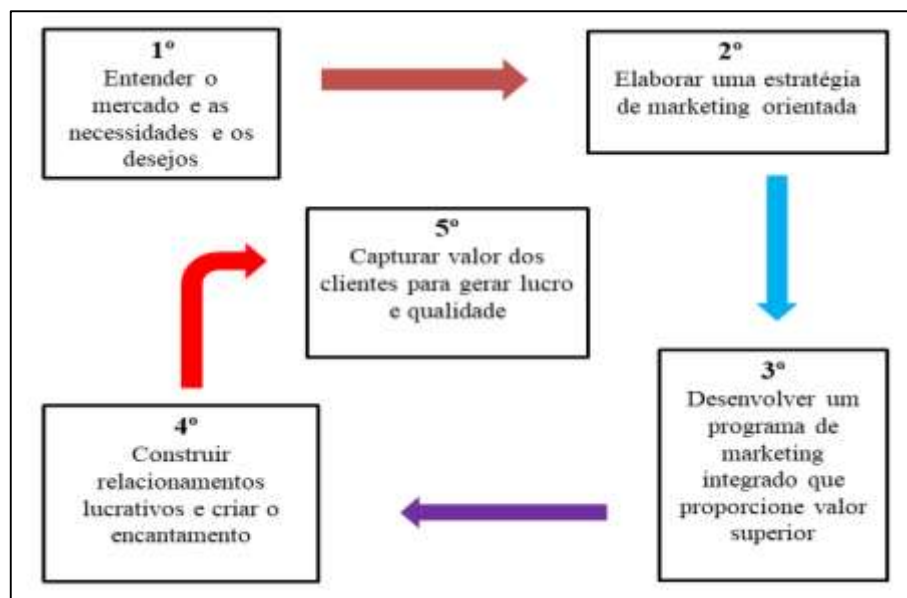 1º
Entender o
mercado e as
necessidades e os
desejos
2º
Elaborar uma estratégia
de marketing orientada
3º
Desenvolver um
programa de
marketing
integrado que
proporcione valor
superior
4º
Construir
relacionamentos
lucrativos e criar o
encantamento
5º
Capturar valor dos
clientes para gerar lucro
e qualidade